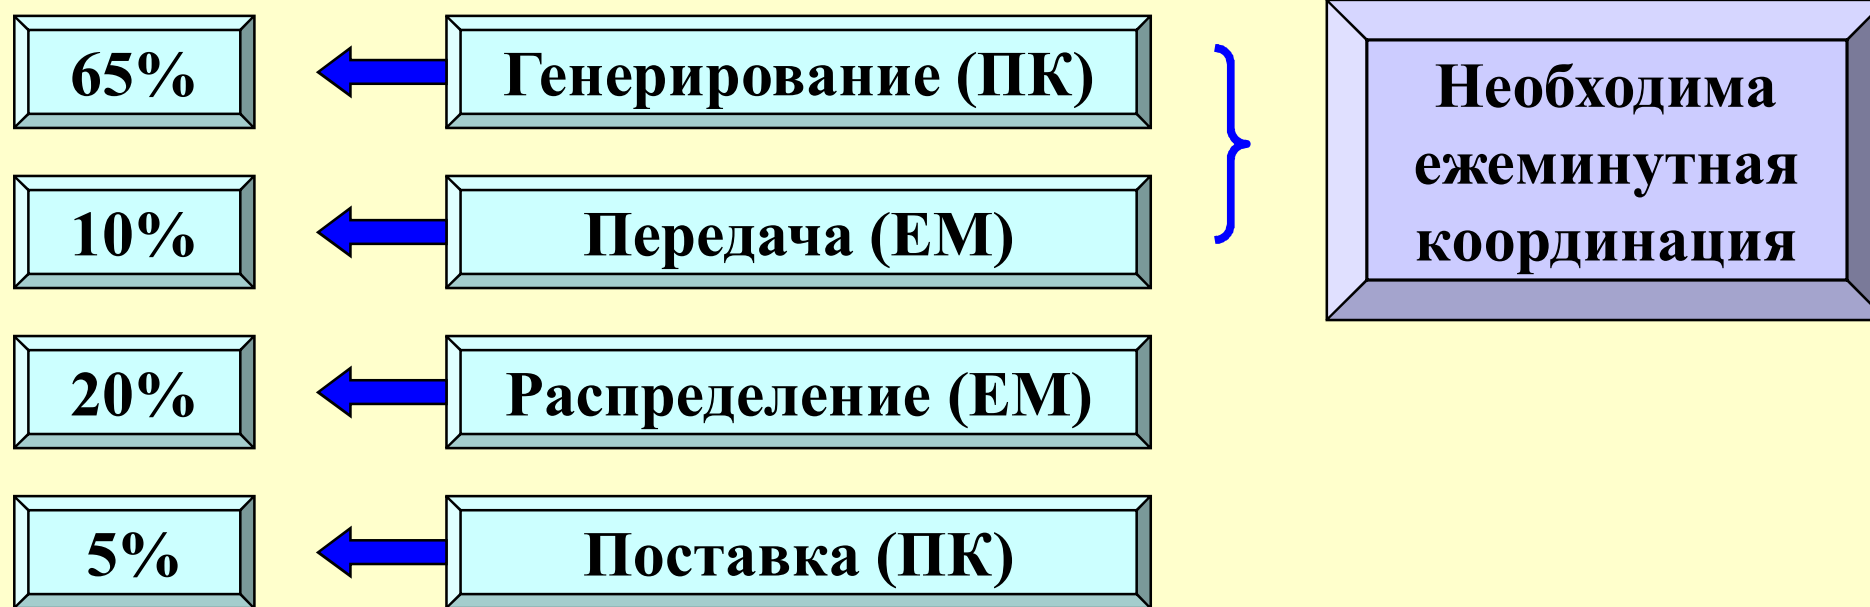 65%
Генерирование (ПК)
10%
Передача (ЕМ)
20%
Распределение (ЕМ)
5%
Поставка (ПК)
Необходима
ежеминутная
координация